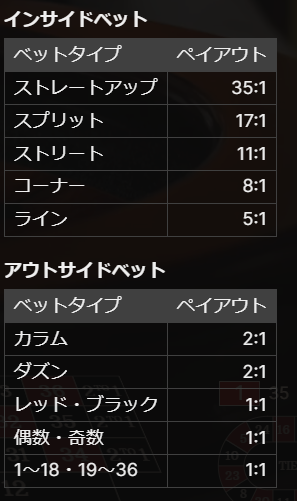 インサイドベット
ベットタイプ ペイアウト
ストレートアップ 35:1
スプリット 17:1
ストリート 11:1
コーナー 8:1
ライン 5:1
アウトサイドベット
ベットタイプ ペイアウト
カラム 2:1
ダズン 2:1
レッド・ブラック 1:1
偶数・奇数 1:1
1〜18・19〜36 1:1